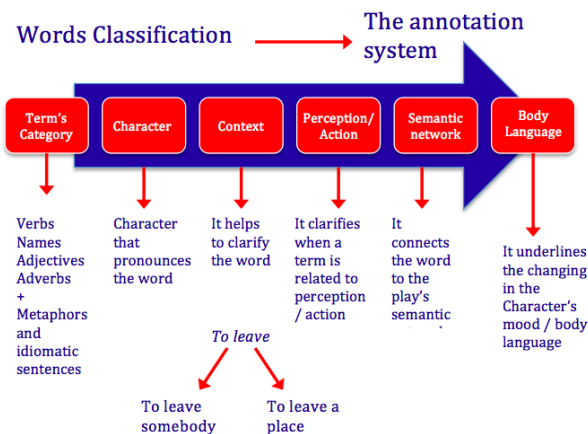 Words Classification
The annotation
system
Term's
Category
Character
Context
Perception/
Action
Semantic
network
Body
Language
Verbs
Names
Adjectives
Adverbs
+
Metaphors
and
idiomatic
sentences
Character
that
pronounces
the word
It helps
to clarify
the word
It clarifies
when a
term is
related to
perception
/ action
It
connects
the word
to the
play's
semantic
It underlines
the changing
in the
Character's
mood / body
language
To leave
To leave
somebody
To leave a
place